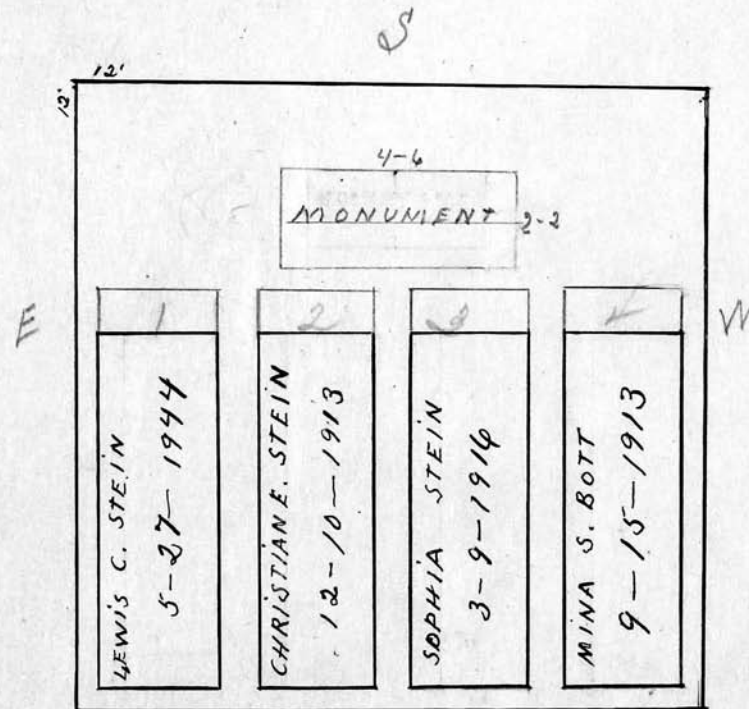 S
12'
12'
4-6
MONUMENT 2-2
E
W
1 2 3 4
LEWIS C. STEIN
5-27-1944
CHRISTIAN E. STEIN
12-10-1913
SOPHIA STEIN
3-9-1916
MINA S. BOTT
9-15-1913